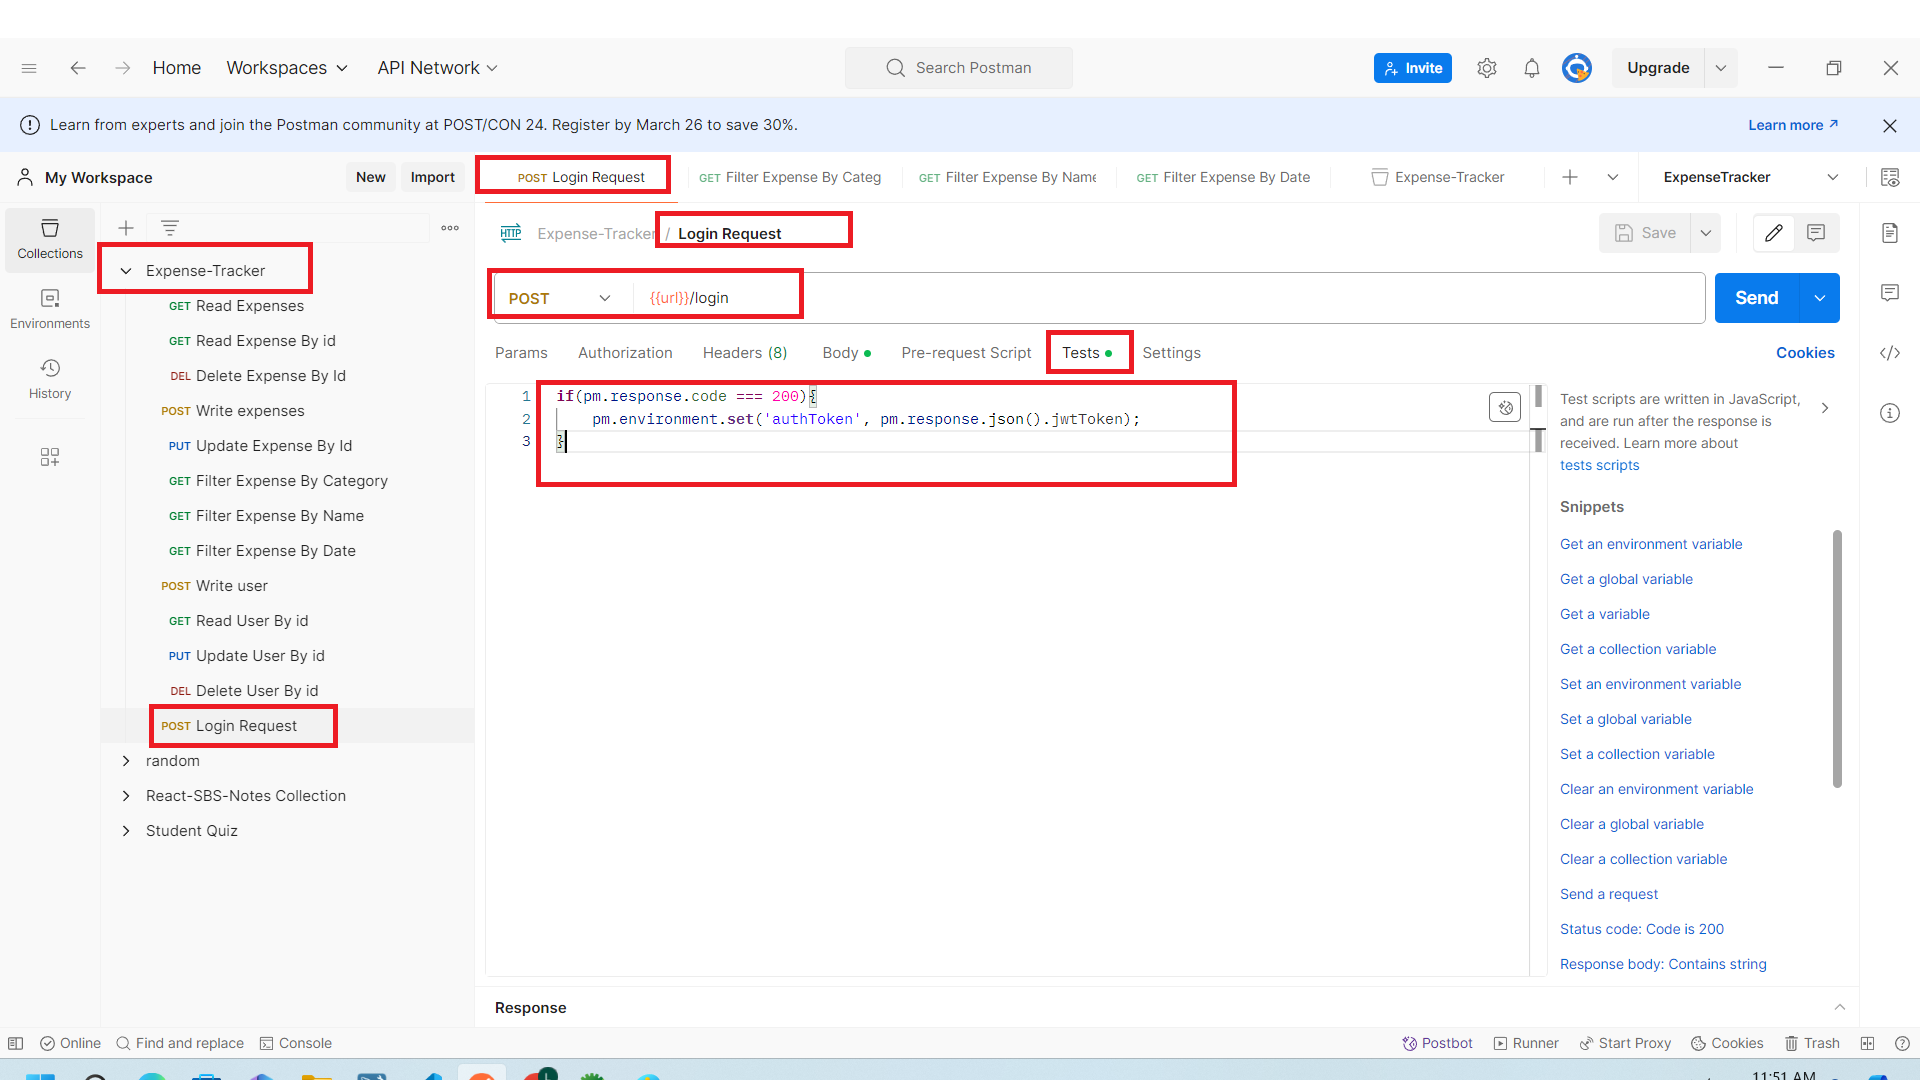 Home Workspaces API Network Search Postman Invite Upgrade
Learn from experts and join the Postman community at POST/CON 24. Register by March 26 to save 30%. Learn more
My Workspace New Import
POST Login Request GET Filter Expense By Categ GET Filter Expense By Name GET Filter Expense By Date Expense-Tracker ExpenseTracker
Collections
Environments
History
Expense-Tracker
GET Read Expenses
GET Read Expense By id
DEL Delete Expense By Id
POST Write expenses
PUT Update Expense By Id
GET Filter Expense By Category
GET Filter Expense By Name
GET Filter Expense By Date
POST Write user
GET Read User By id
PUT Update User By id
DEL Delete User By id
POST Login Request
random
React-SBS-Notes Collection
Student Quiz
HTTP Expense-Tracker / Login Request Save
POST {{url}}/login Send
Params Authorization Headers (8) Body Pre-request Script Tests Settings Cookies
1 if(pm.response.code === 200){
2 pm.environment.set('authToken', pm.response.json().jwtToken);
3 }
Test scripts are written in JavaScript,
and are run after the response is
received. Learn more about
tests scripts
Snippets
Get an environment variable
Get a global variable
Get a variable
Get a collection variable
Set an environment variable
Set a global variable
Set a collection variable
Clear an environment variable
Clear a global variable
Clear a collection variable
Send a request
Status code: Code is 200
Response body: Contains string
Response
Online Find and replace Console Postbot Runner Start Proxy Cookies Trash
11:51 AM